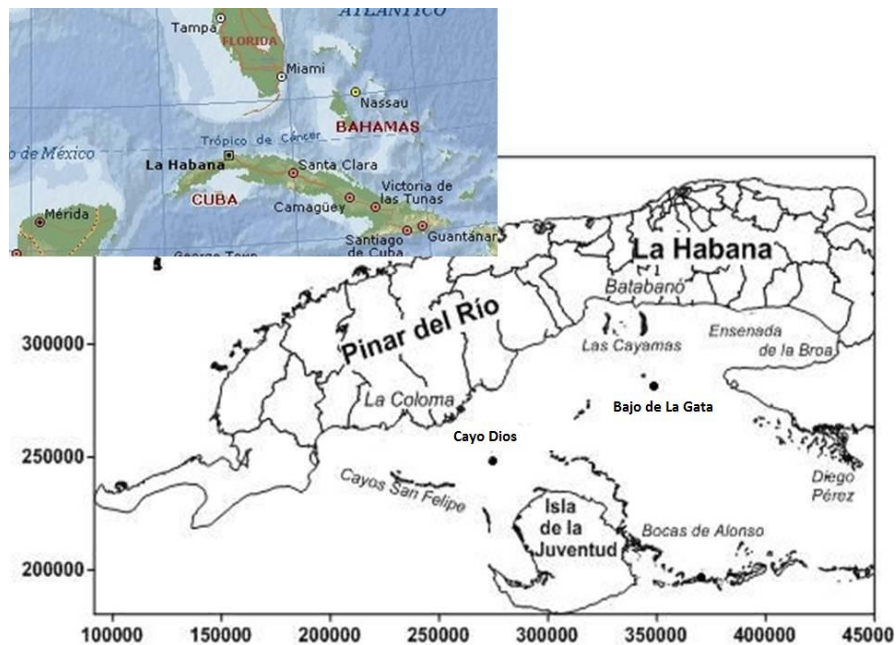 ATLÁNTICO
Tampa
FLORIDA
Miami
Nassau
BAHAMAS
Trópico de Cáncer
o de México
La Habana
Santa Clara
CUBA
Victoria de
las Tunas
Camagüey
Mérida
Santiago
de Cuba
Guantánar
La Habana
Batabanó
Pinar del Río
Las Cayamas
Ensenada
de la Broa
La Coloma
Bajo de La Gata
Cayo Dios
Cayos San Felipe
Diego
Pérez
Isla
de la
Juventud
Bocas de Alonso
300000
250000
200000
100000
150000
200000
250000
300000
350000
400000
45000